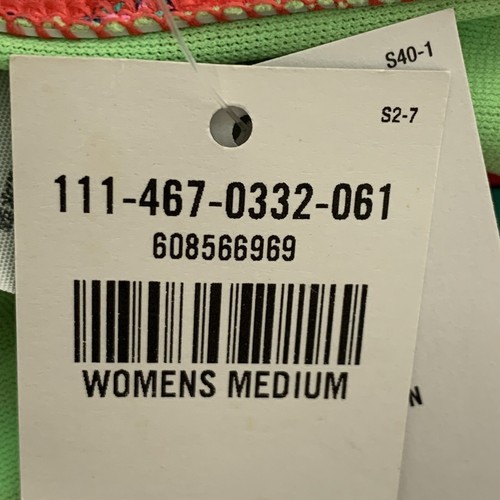 S40-1
S2-7
111-467-0332-061
608566969
WOMENS MEDIUM
N